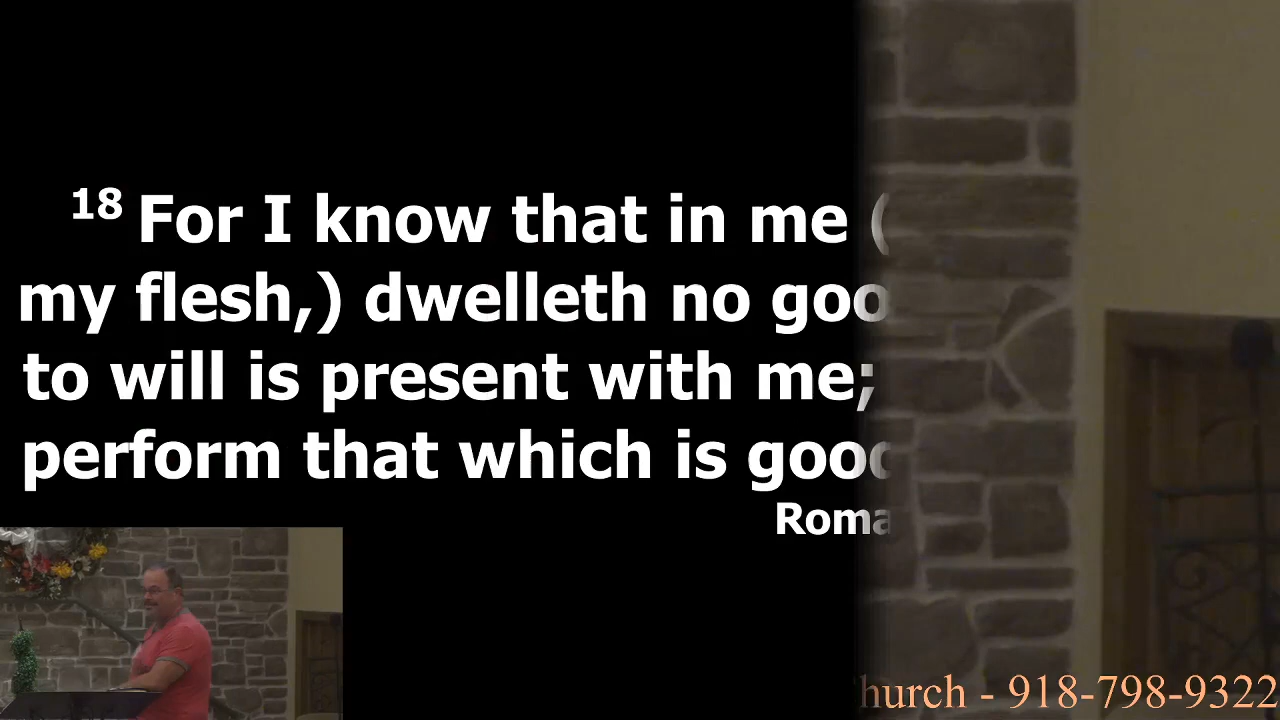 18 For I know that in me (
my flesh,) dwelleth no goo
to will is present with me;
perform that which is good
Roma
hurch - 918-798-9322